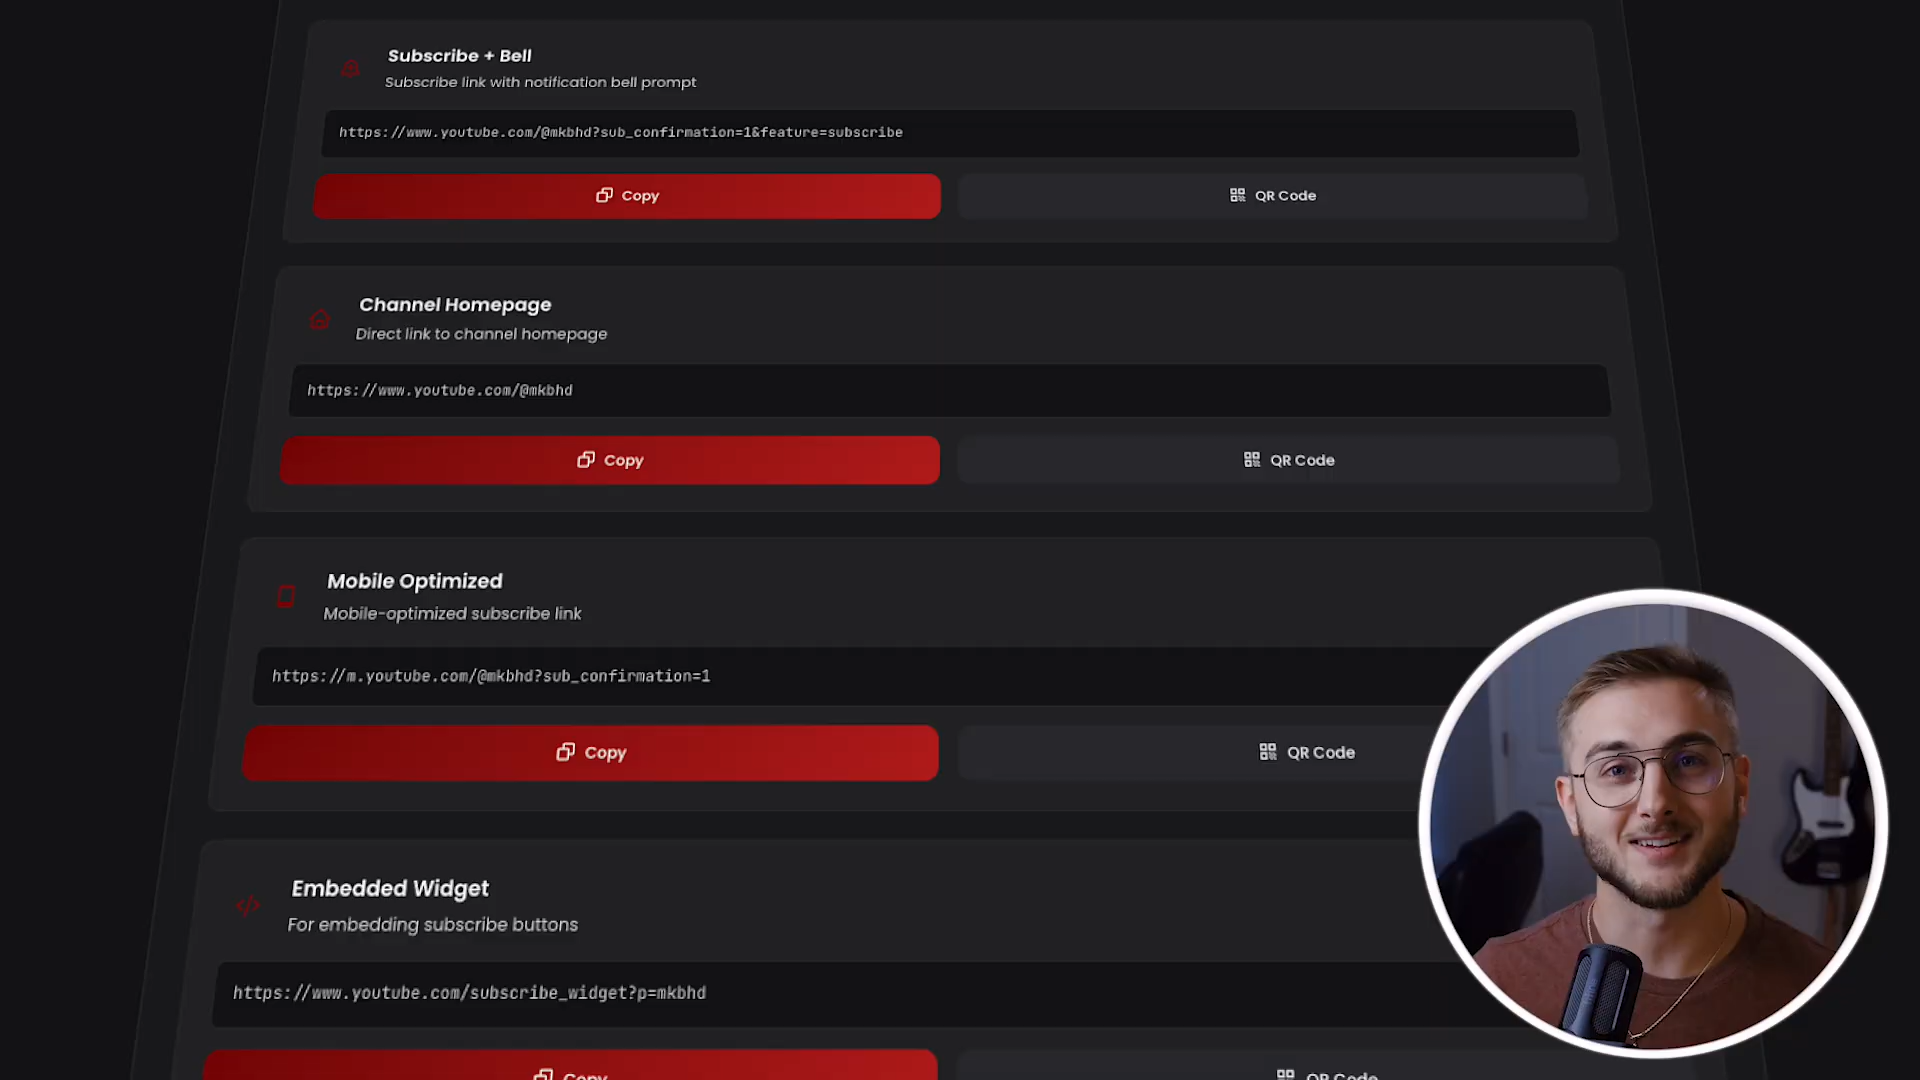 Subscribe + Bell
Subscribe link with notification bell prompt
https://www.youtube.com/@mkbhd?sub_confirmation=1&feature=subscribe
Copy
QR Code
Channel Homepage
Direct link to channel homepage
https://www.youtube.com/@mkbhd
Copy
QR Code
Mobile Optimized
Mobile-optimized subscribe link
https://m.youtube.com/@mkbhd?sub_confirmation=1
Copy
QR Code
Embedded Widget
For embedding subscribe buttons
https://www.youtube.com/subscribe_widget?p=mkbhd
Copy
QR Code